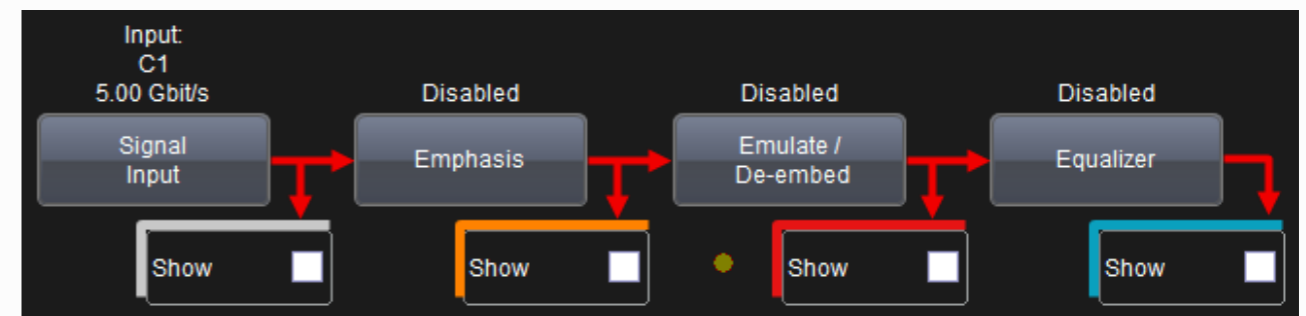 Input:
C1
5.00 Gbit/s
Disabled
Disabled
Disabled
Signal
Input
Emphasis
Emulate /
De-embed
Equalizer
Show
Show
Show
Show